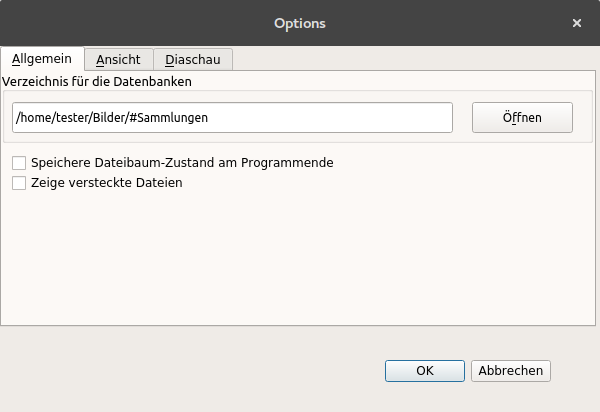 Options
×
Allgemein Ansicht Diaschau
Verzeichnis für die Datenbanken
/home/tester/Bilder/#Sammlungen Öffnen
Speichere Dateibaum-Zustand am Programmende
Zeige versteckte Dateien
OK Abbrechen